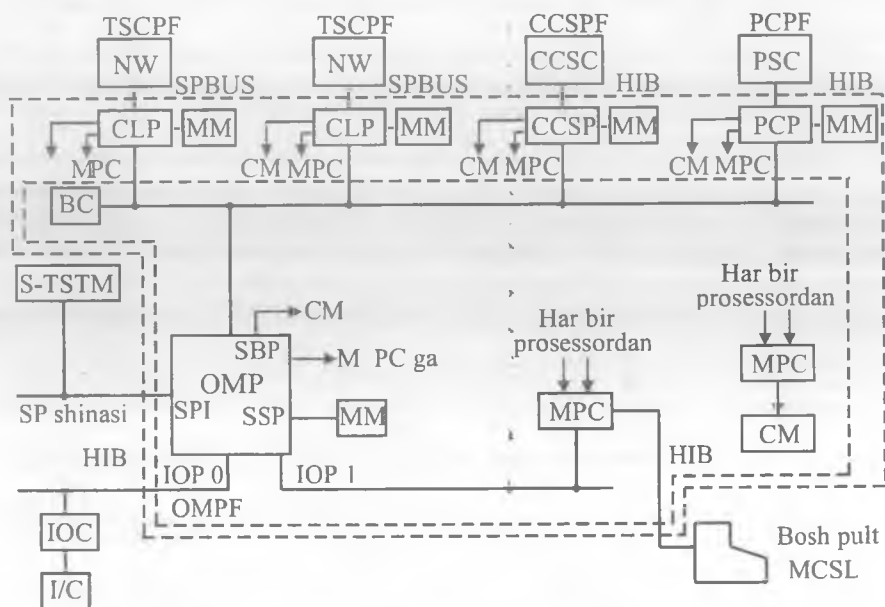 TSCPF TSCPF CCSPF PCPF
NW NW CCSC PSC
SPBUS SPBUS HIB HIB
CLP MM CLP MM CCSP MM PCP MM
MPC CM MPC CM MPC CM MPC
BC
S-TSTM
CM
Har bir
prosessordan
Har bir
prosessordan
SBP
M PC ga
OMP
MPC
SPI
SP shinasi
SSP
MM
MPC
CM
HIB
IOP 0
IOP 1
HIB
OMPF
IOC
Bosh pult
MCSL
I/C